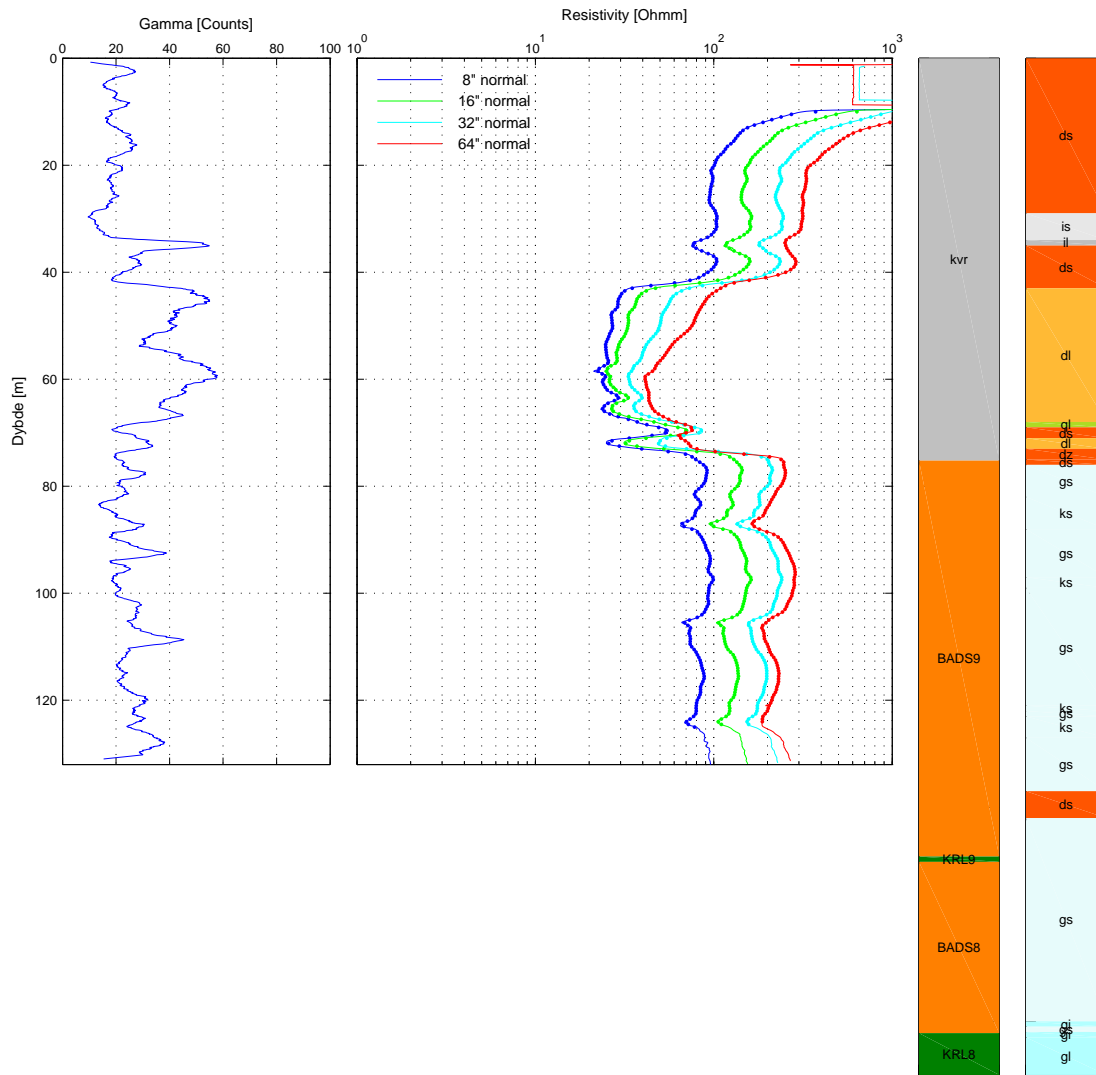 Gamma [Counts]
0 20 40 60 80 100
Resistivity [Ohmm]
10^0 10^1 10^2 10^3
8" normal
16" normal
32" normal
64" normal
Dybde [m]
0
20
40
60
80
100
120
kvr
BADS9
KRL9
BADS8
KRL8
ds
is
il
ds
dl
gl
ds
dl
dz
ds
gs
ks
gs
ks
gs
ks
gs
ks
gs
ds
gs
gi
gl